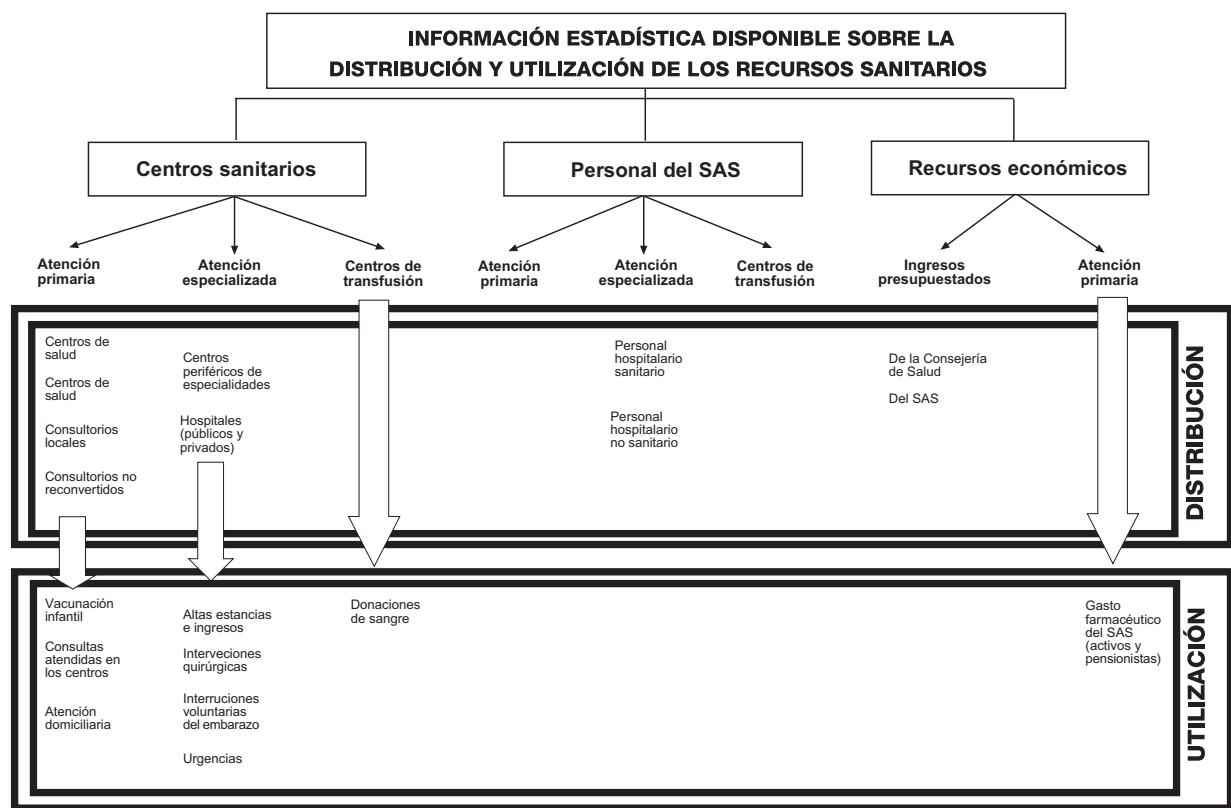 INFORMACIÓN ESTADÍSTICA DISPONIBLE SOBRE LA
DISTRIBUCIÓN Y UTILIZACIÓN DE LOS RECURSOS SANITARIOS
Centros sanitarios
Personal del SAS
Recursos económicos
Atención
primaria
Atención
especializada
Centros de
transfusión
Atención
primaria
Atención
especializada
Centros de
transfusión
Ingresos
presupuestados
Atención
primaria
Centros de
salud
Centros de
salud
Consultorios
locales
Consultorios no
reconvertidos
Centros
periféricos de
especialidades
Hospitales
(públicos y
privados)
Personal
hospitalario
sanitario
Personal
hospitalario
no sanitario
De la Consejería
de Salud
Del SAS
DISTRIBUCIÓN
Vacunación
infantil
Consultas
atendidas en
los centros
Atención
domiciliaria
Altas estancias
e ingresos
Interveciones
quirúrgicas
Interruciones
voluntarias
del embarazo
Urgencias
Donaciones
de sangre
Gasto
farmacéutico
del SAS
(activos y
pensionistas)
UTILIZACIÓN